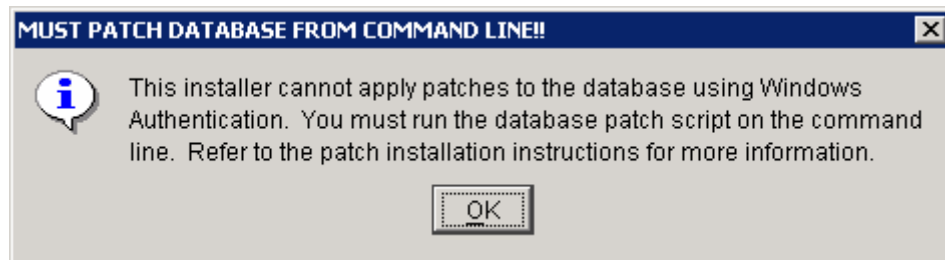 MUST PATCH DATABASE FROM COMMAND LINE!!
This installer cannot apply patches to the database using Windows
Authentication.  You must run the database patch script on the command
line.  Refer to the patch installation instructions for more information.
OK